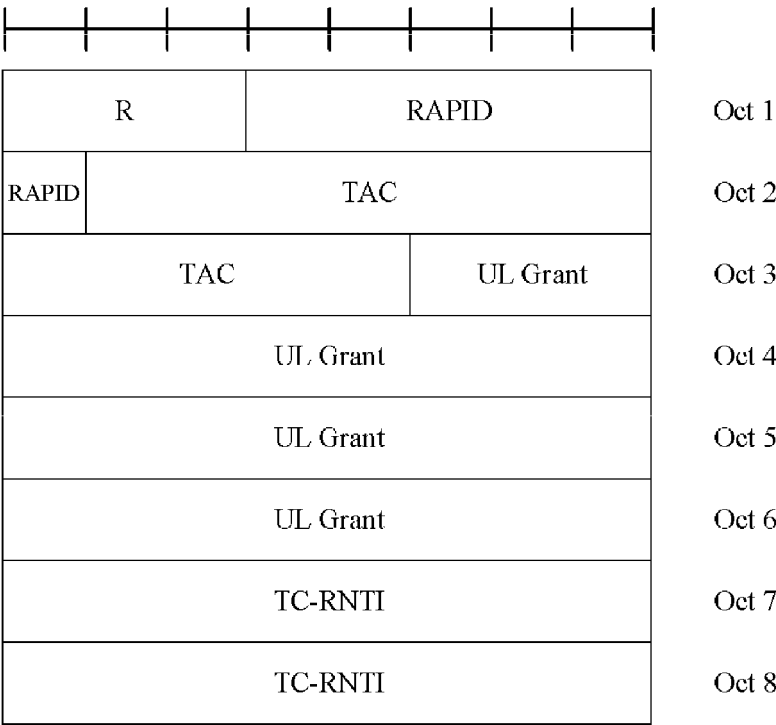 R RAPID Oct 1
RAPID TAC Oct 2
TAC UL Grant Oct 3
UL Grant Oct 4
UL Grant Oct 5
UL Grant Oct 6
TC-RNTI Oct 7
TC-RNTI Oct 8